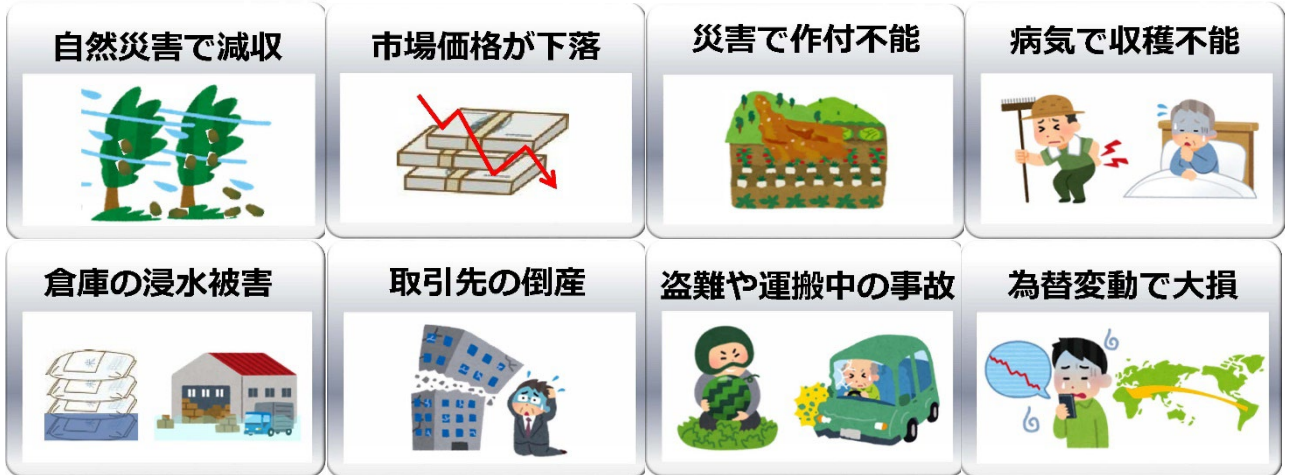 自然災害で減収
市場価格が下落
災害で作付不能
病気で収穫不能
倉庫の浸水被害
取引先の倒産
盗難や運搬中の事故
為替変動で大損